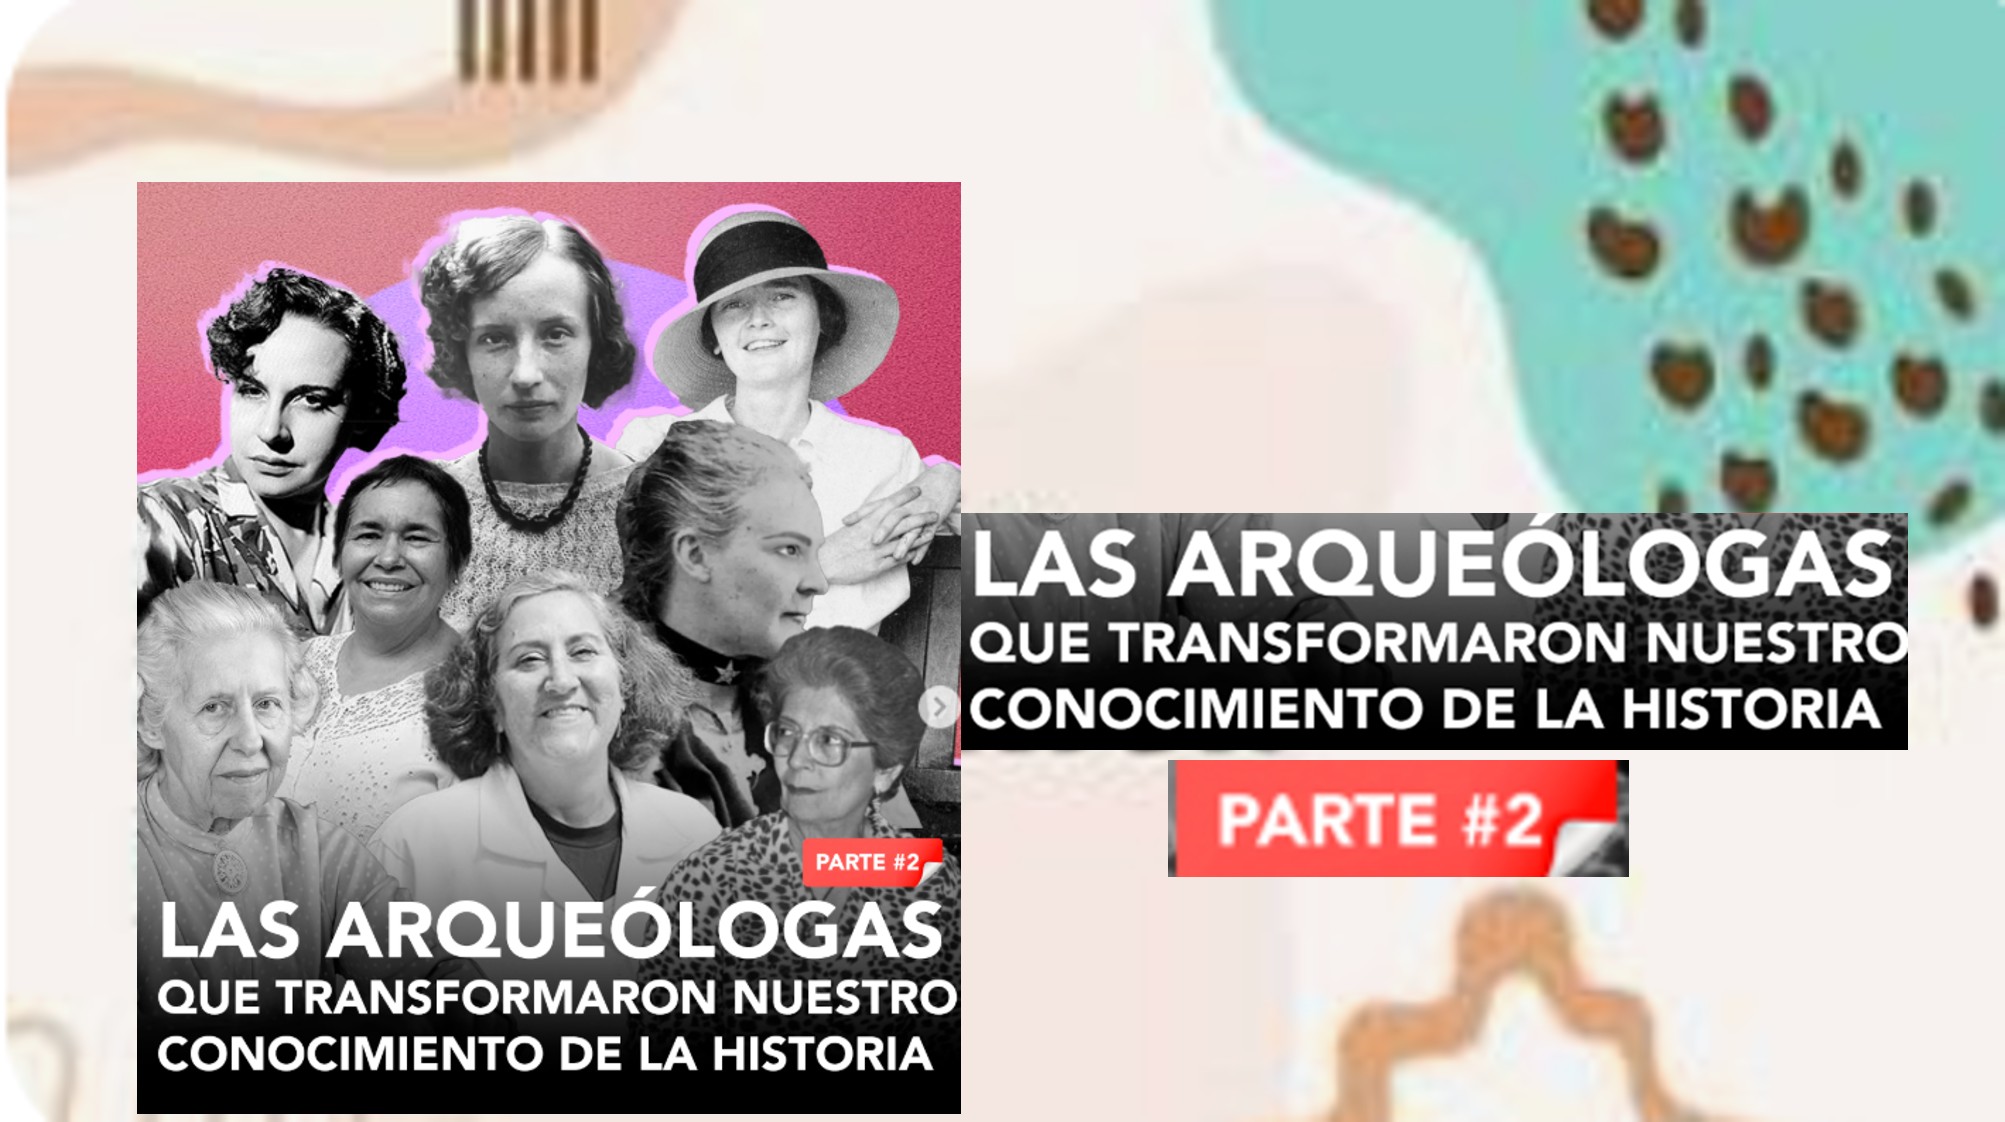 PARTE #2
LAS ARQUEÓLOGAS
QUE TRANSFORMARON NUESTRO
CONOCIMIENTO DE LA HISTORIA
LAS ARQUEÓLOGAS
QUE TRANSFORMARON NUESTRO
CONOCIMIENTO DE LA HISTORIA
PARTE #2